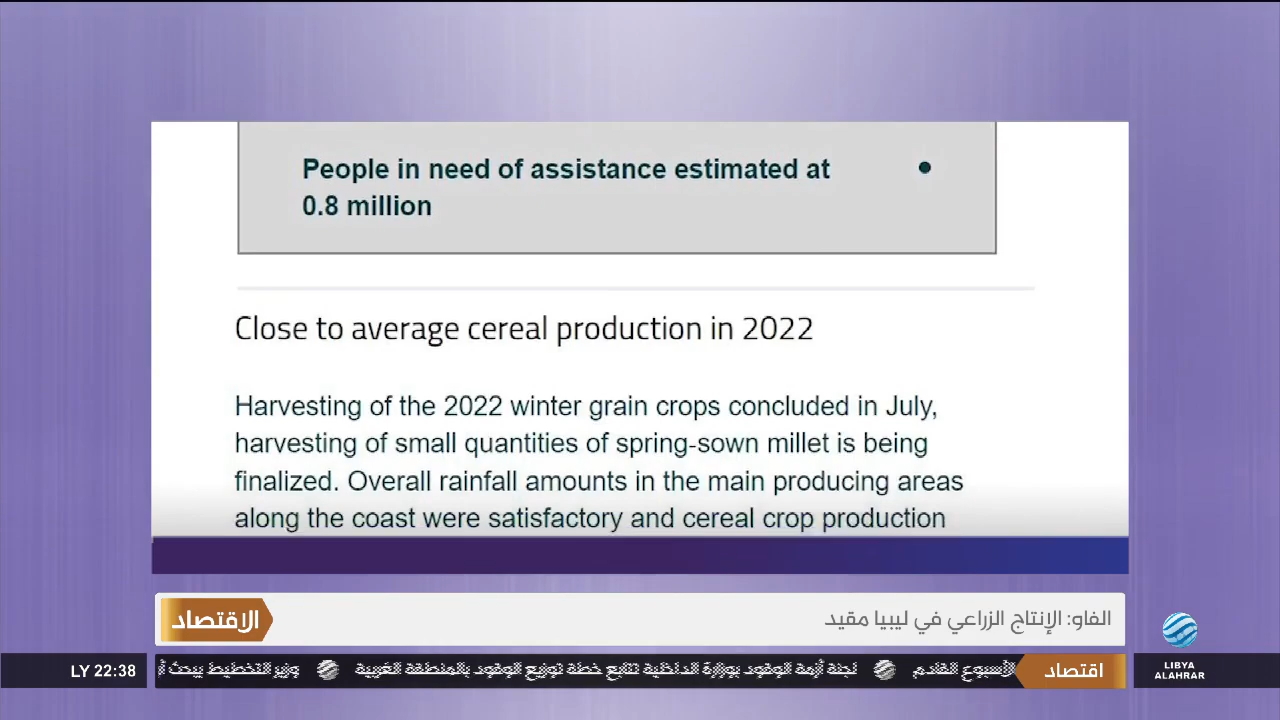 People in need of assistance estimated at
0.8 million
•
Close to average cereal production in 2022
Harvesting of the 2022 winter grain crops concluded in July,
harvesting of small quantities of spring-sown millet is being
finalized. Overall rainfall amounts in the main producing areas
along the coast were satisfactory and cereal crop production
الاقتصاد
الفاو: الإنتاج الزراعي في ليبيا مقيد
LIBYA
ALAHRAR
اقتصاد
الأسبوع القادم
لجنة أزمة الوقود بوزارة الداخلية تتابع خطة توزيع الوقود بالمنطقة الغربية
وزير التخطيط يبحث
LY 22:38